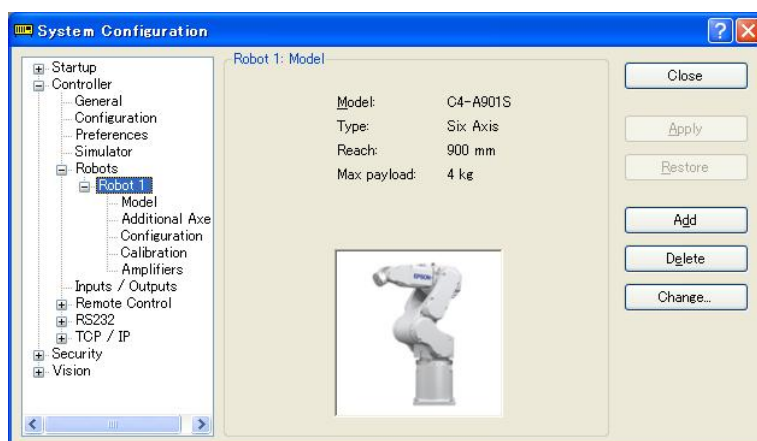 System Configuration
Startup
Controller
General
Configuration
Preferences
Simulator
Robots
Robot 1
Model
Additional Axe
Configuration
Calibration
Amplifiers
Inputs / Outputs
Remote Control
RS232
TCP / IP
Security
Vision
Robot 1: Model
Model: C4-A901S
Type: Six Axis
Reach: 900 mm
Max payload: 4 kg
EPSON
Close
Apply
Restore
Add
Delete
Change...